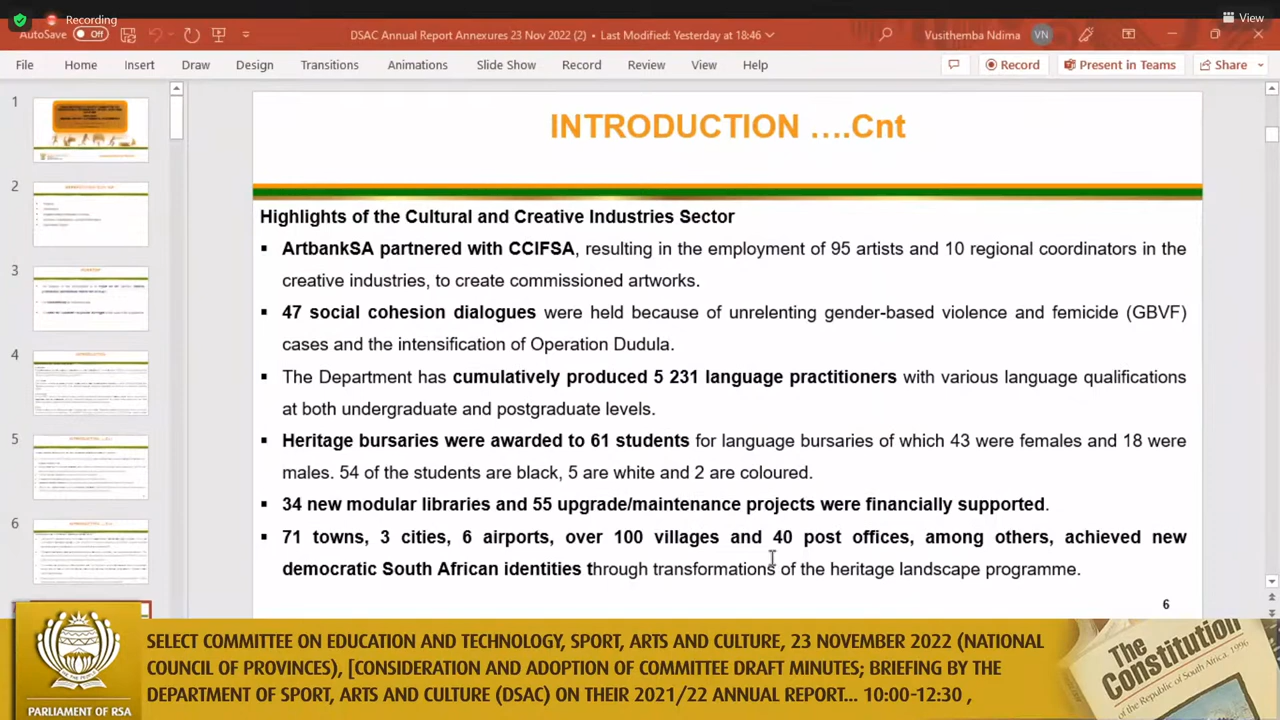 Recording
View
AutoSave Off
DSAC Annual Report Annexures 23 Nov 2022 (2) • Last Modified: Yesterday at 18:46
Vusithemba Ndima VN
File Home Insert Draw Design Transitions Animations Slide Show Record Review View Help
Record Present in Teams Share
1
2
3
4
5
6
INTRODUCTION ….Cnt
Highlights of the Cultural and Creative Industries Sector
▪ ArtbankSA partnered with CCIFSA, resulting in the employment of 95 artists and 10 regional coordinators in the
creative industries, to create commissioned artworks.
▪ 47 social cohesion dialogues were held because of unrelenting gender-based violence and femicide (GBVF)
cases and the intensification of Operation Dudula.
▪ The Department has cumulatively produced 5 231 language practitioners with various language qualifications
at both undergraduate and postgraduate levels.
▪ Heritage bursaries were awarded to 61 students for language bursaries of which 43 were females and 18 were
males. 54 of the students are black, 5 are white and 2 are coloured.
▪ 34 new modular libraries and 55 upgrade/maintenance projects were financially supported.
▪ 71 towns, 3 cities, 6 airports, over 100 villages and 40 post offices, among others, achieved new
democratic South African identities through transformations of the heritage landscape programme.
6
SELECT COMMITTEE ON EDUCATION AND TECHNOLOGY, SPORT, ARTS AND CULTURE, 23 NOVEMBER 2022 (NATIONAL
COUNCIL OF PROVINCES), [CONSIDERATION AND ADOPTION OF COMMITTEE DRAFT MINUTES; BRIEFING BY THE
DEPARTMENT OF SPORT, ARTS AND CULTURE (DSAC) ON THEIR 2021/22 ANNUAL REPORT... 10:00-12:30 ,
PARLIAMENT OF RSA
The
Constitution
of the Republic of South Africa, 1996